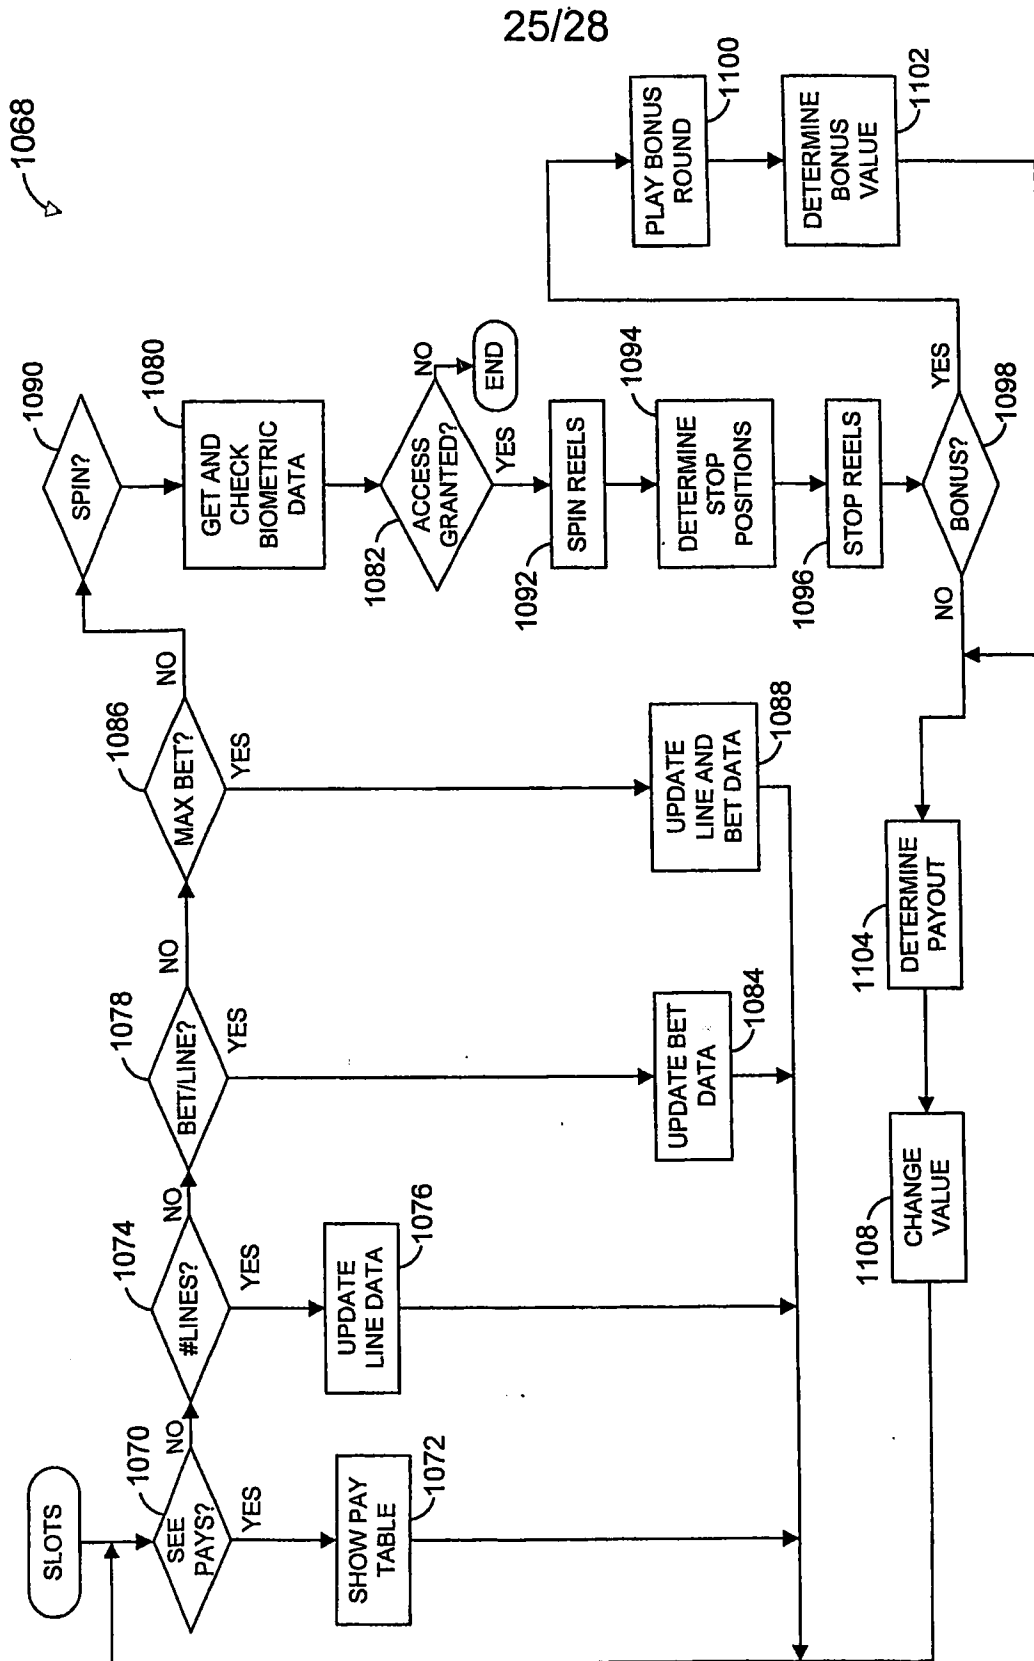 25/28
1068
SLOTS
SEE
PAYS?
1070
NO
YES
SHOW PAY
TABLE
1072
#LINES?
1074
NO
YES
UPDATE
LINE DATA
1076
BET/LINE?
1078
NO
YES
UPDATE BET
DATA
1084
MAX BET?
1086
NO
YES
UPDATE
LINE AND
BET DATA
1088
SPIN?
1090
GET AND
CHECK
BIOMETRIC
DATA
1080
ACCESS
GRANTED?
1082
NO
END
YES
SPIN REELS
1092
DETERMINE
STOP
POSITIONS
1094
STOP REELS
1096
BONUS?
1098
YES
NO
PLAY BONUS
ROUND
1100
DETERMINE
BONUS
VALUE
1102
DETERMINE
PAYOUT
1104
CHANGE
VALUE
1108